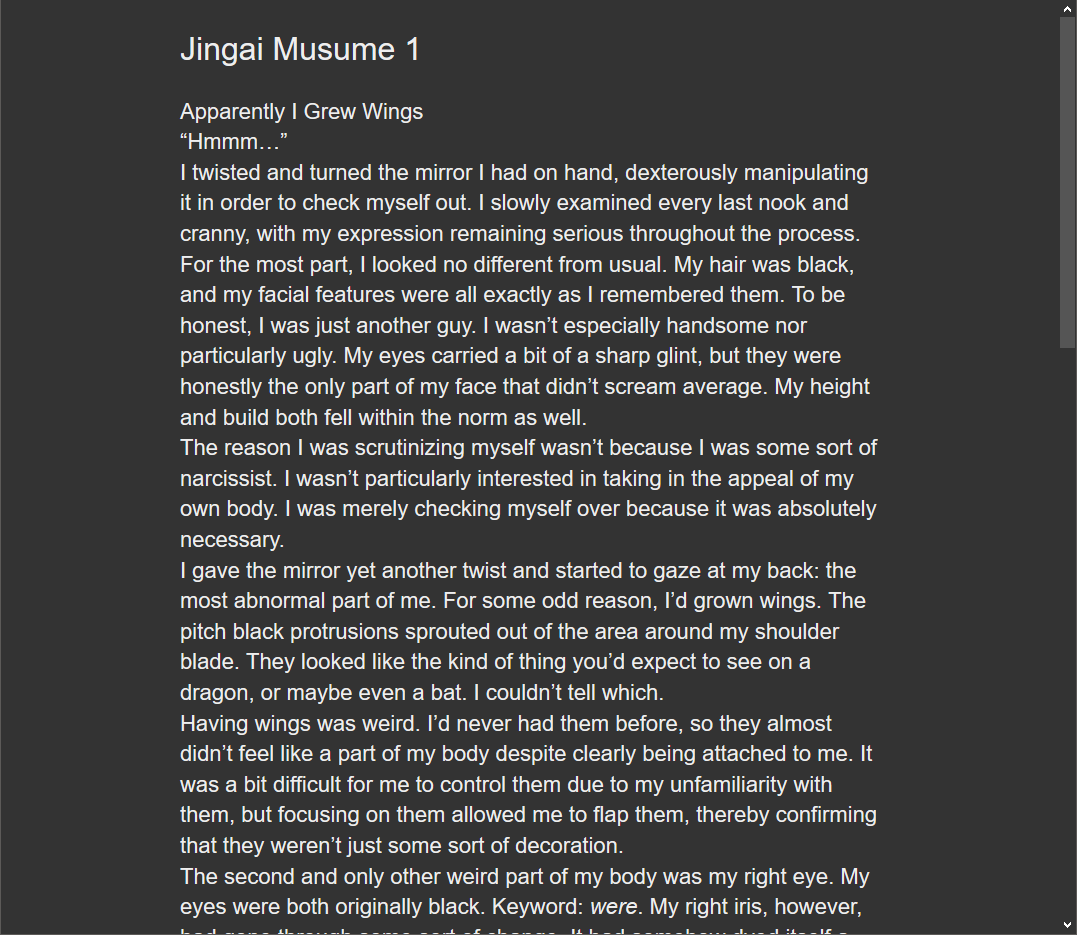 Jingai Musume 1
Apparently I Grew Wings
“Hmmm…”
I twisted and turned the mirror I had on hand, dexterously manipulating
it in order to check myself out. I slowly examined every last nook and
cranny, with my expression remaining serious throughout the process.
For the most part, I looked no different from usual. My hair was black,
and my facial features were all exactly as I remembered them. To be
honest, I was just another guy. I wasn’t especially handsome nor
particularly ugly. My eyes carried a bit of a sharp glint, but they were
honestly the only part of my face that didn’t scream average. My height
and build both fell within the norm as well.
The reason I was scrutinizing myself wasn’t because I was some sort of
narcissist. I wasn’t particularly interested in taking in the appeal of my
own body. I was merely checking myself over because it was absolutely
necessary.
I gave the mirror yet another twist and started to gaze at my back: the
most abnormal part of me. For some odd reason, I’d grown wings. The
pitch black protrusions sprouted out of the area around my shoulder
blade. They looked like the kind of thing you’d expect to see on a
dragon, or maybe even a bat. I couldn’t tell which.
Having wings was weird. I’d never had them before, so they almost
didn’t feel like a part of my body despite clearly being attached to me. It
was a bit difficult for me to control them due to my unfamiliarity with
them, but focusing on them allowed me to flap them, thereby confirming
that they weren’t just some sort of decoration.
The second and only other weird part of my body was my right eye. My
eyes were both originally black. Keyword: were. My right iris, however,
had gone through some sort of change. It had somehow dyed itself a